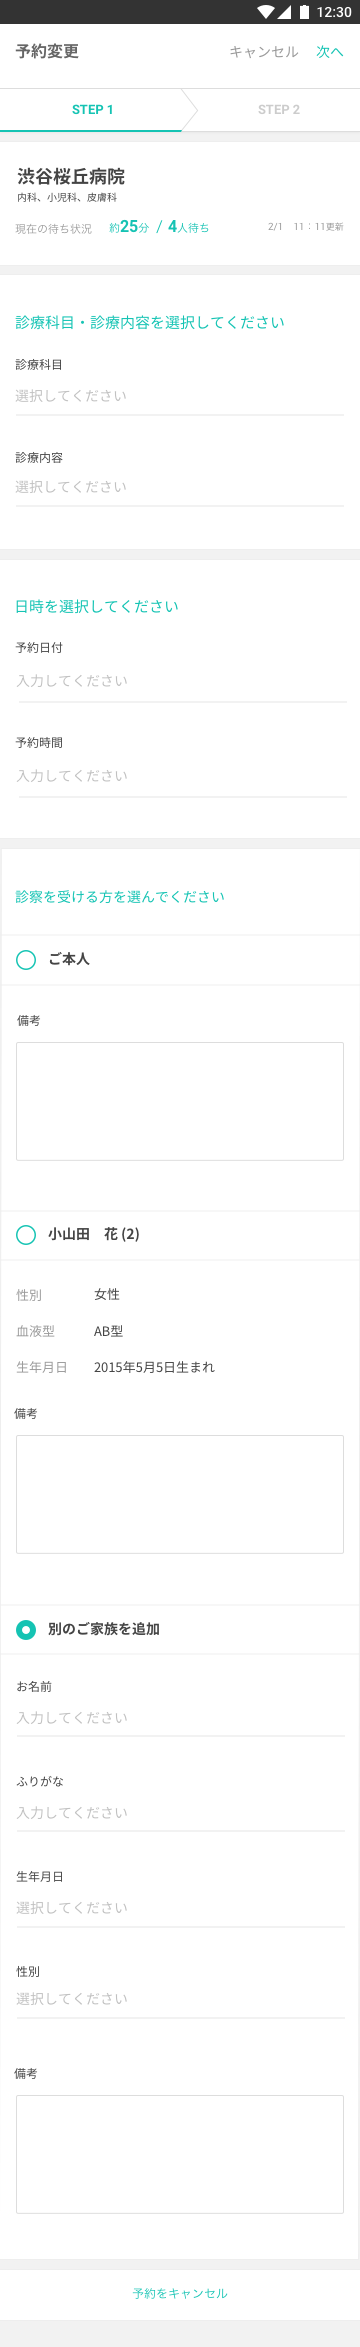 12:30
予約変更 キャンセル 次へ
STEP 1 STEP 2
渋谷桜丘病院
内科、小児科、皮膚科
現在の待ち状況 約25分 / 4人待ち 2/1 11：11更新
診療科目・診療内容を選択してください
診療科目
選択してください
診療内容
選択してください
日時を選択してください
予約日付
入力してください
予約時間
入力してください
診察を受ける方を選んでください
ご本人
備考
小山田　花 (2)
性別 女性
血液型 AB型
生年月日 2015年5月5日生まれ
備考
別のご家族を追加
お名前
入力してください
ふりがな
入力してください
生年月日
選択してください
性別
選択してください
備考
予約をキャンセル